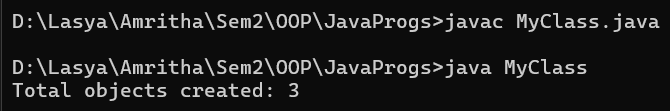 D:\Lasya\Amritha\Sem2\OOP\JavaProgs>javac MyClass.java
D:\Lasya\Amritha\Sem2\OOP\JavaProgs>java MyClass
Total objects created: 3